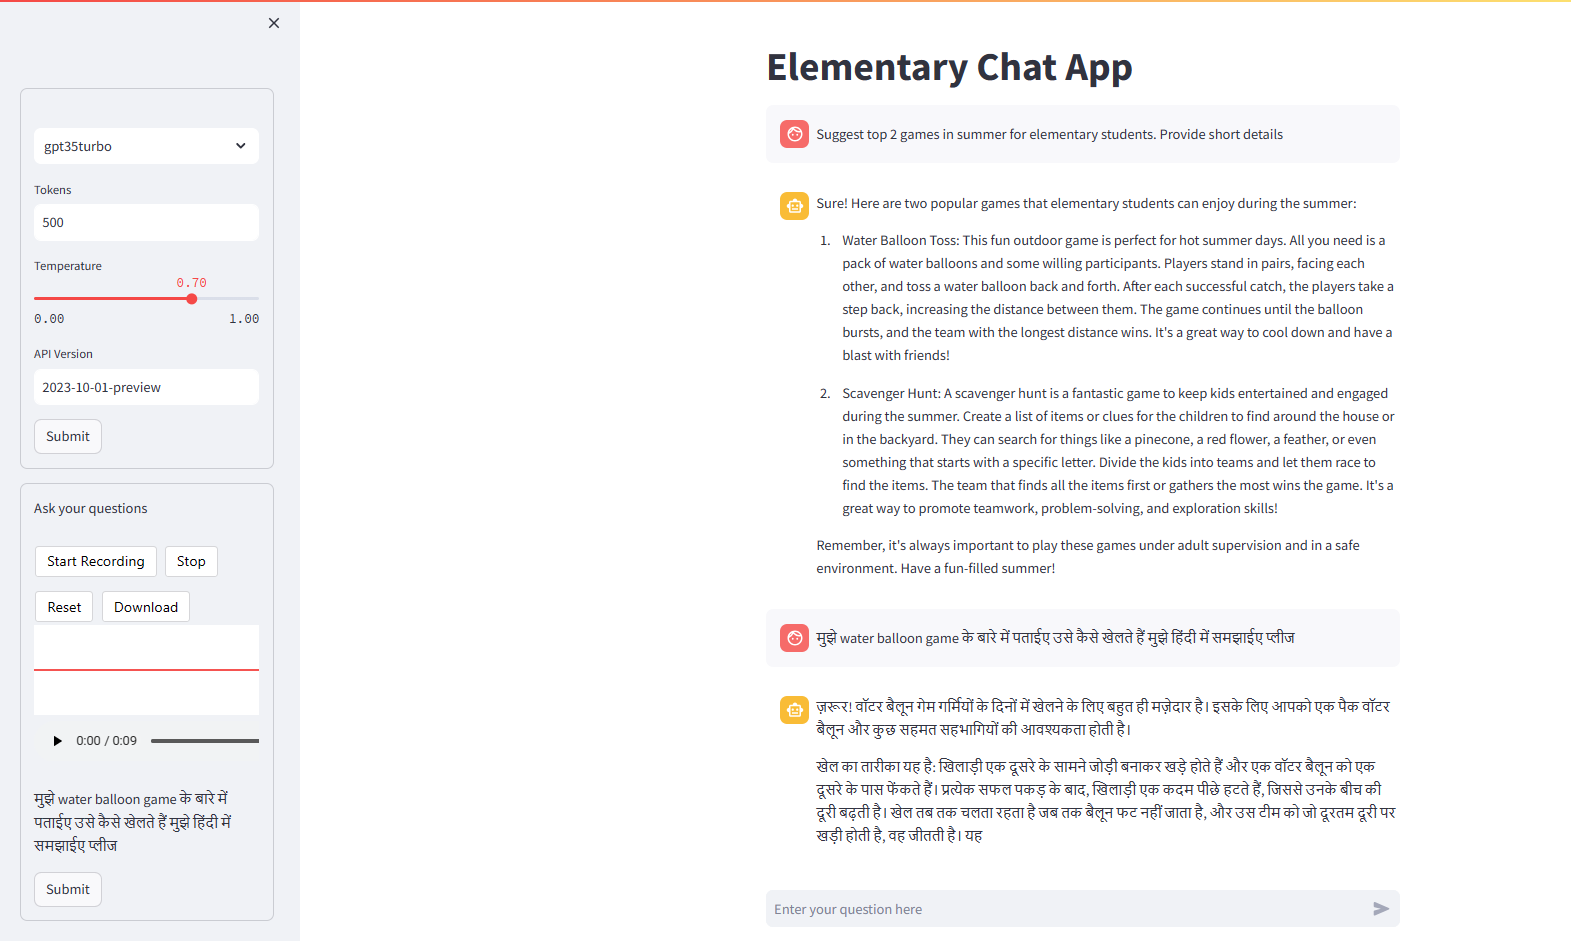 gpt35turbo
Tokens
500
Temperature
0.70
0.00 1.00
API Version
2023-10-01-preview
Submit
Ask your questions
Start Recording Stop
Reset Download
0:00 / 0:09
मुझे water balloon game के बारे में
पताईए उसे कैसे खेलते हैं मुझे हिंदी में
समझाईए प्लीज
Submit
Elementary Chat App
Suggest top 2 games in summer for elementary students. Provide short details
Sure! Here are two popular games that elementary students can enjoy during the summer:
1. Water Balloon Toss: This fun outdoor game is perfect for hot summer days. All you need is a
pack of water balloons and some willing participants. Players stand in pairs, facing each
other, and toss a water balloon back and forth. After each successful catch, the players take a
step back, increasing the distance between them. The game continues until the balloon
bursts, and the team with the longest distance wins. It's a great way to cool down and have a
blast with friends!
2. Scavenger Hunt: A scavenger hunt is a fantastic game to keep kids entertained and engaged
during the summer. Create a list of items or clues for the children to find around the house or
in the backyard. They can search for things like a pinecone, a red flower, a feather, or even
something that starts with a specific letter. Divide the kids into teams and let them race to
find the items. The team that finds all the items first or gathers the most wins the game. It's a
great way to promote teamwork, problem-solving, and exploration skills!
Remember, it's always important to play these games under adult supervision and in a safe
environment. Have a fun-filled summer!
मुझे water balloon game के बारे में पताईए उसे कैसे खेलते हैं मुझे हिंदी में समझाईए प्लीज
ज़रूर! वॉटर बैलून गेम गर्मियों के दिनों में खेलने के लिए बहुत ही मज़ेदार है। इसके लिए आपको एक पैक वॉटर
बैलून और कुछ सहमत सहभागियों की आवश्यकता होती है।
खेल का तारीका यह है: खिलाड़ी एक दूसरे के सामने जोड़ी बनाकर खड़े होते हैं और एक वॉटर बैलून को एक
दूसरे के पास फेंकते हैं। प्रत्येक सफल पकड़ के बाद, खिलाड़ी एक कदम पीछे हटते हैं, जिससे उनके बीच की
दूरी बढ़ती है। खेल तब तक चलता रहता है जब तक बैलून फट नहीं जाता है, और उस टीम को जो दूरतम दूरी पर
खड़ी होती है, वह जीतती है। यह
Enter your question here